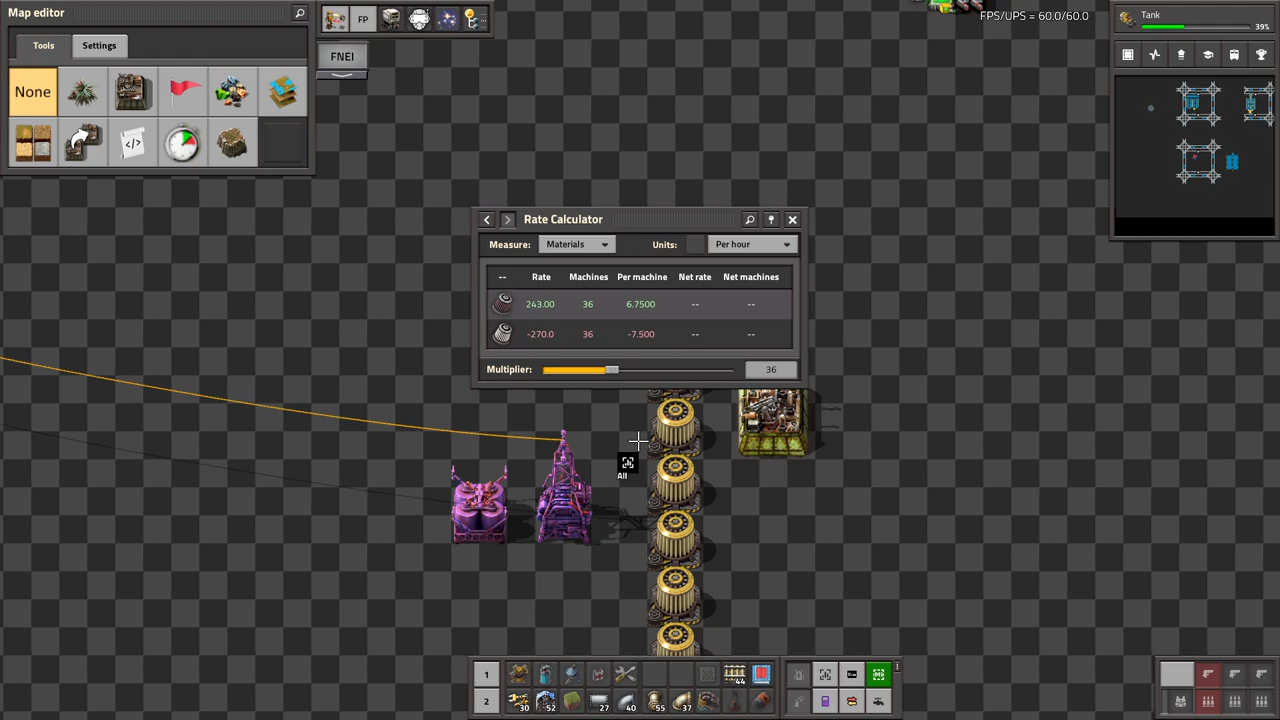 Map editor
Tools Settings
None
</>
FP
FNEI
FPS/UPS = 60.0/60.0
Tank
39%
Rate Calculator
Measure: Materials Units: Per hour
-- Rate Machines Per machine Net rate Net machines
243.00 36 6.7500 -- --
-270.0 36 -7.500 -- --
Multiplier: 36
All
1 44
2 30 52 27 40 55 37